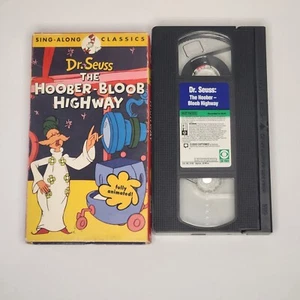 SING-ALONG CLASSICS
Dr. Seuss
THE
HOOBER-BLOOB
HIGHWAY
fully
animated!
Dr. Seuss:
The Hoober -
Bloob Highway